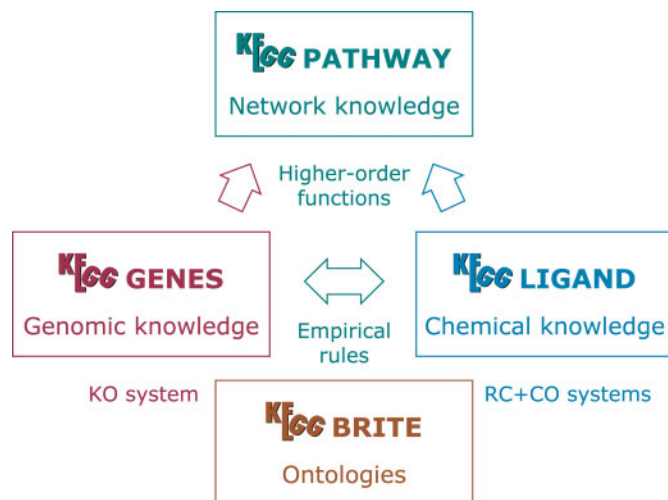 KEGG PATHWAY
Network knowledge
Higher-order
functions
KEGG GENES
Genomic knowledge
KEGG LIGAND
Chemical knowledge
Empirical
rules
KO system
RC+CO systems
KEGG BRITE
Ontologies